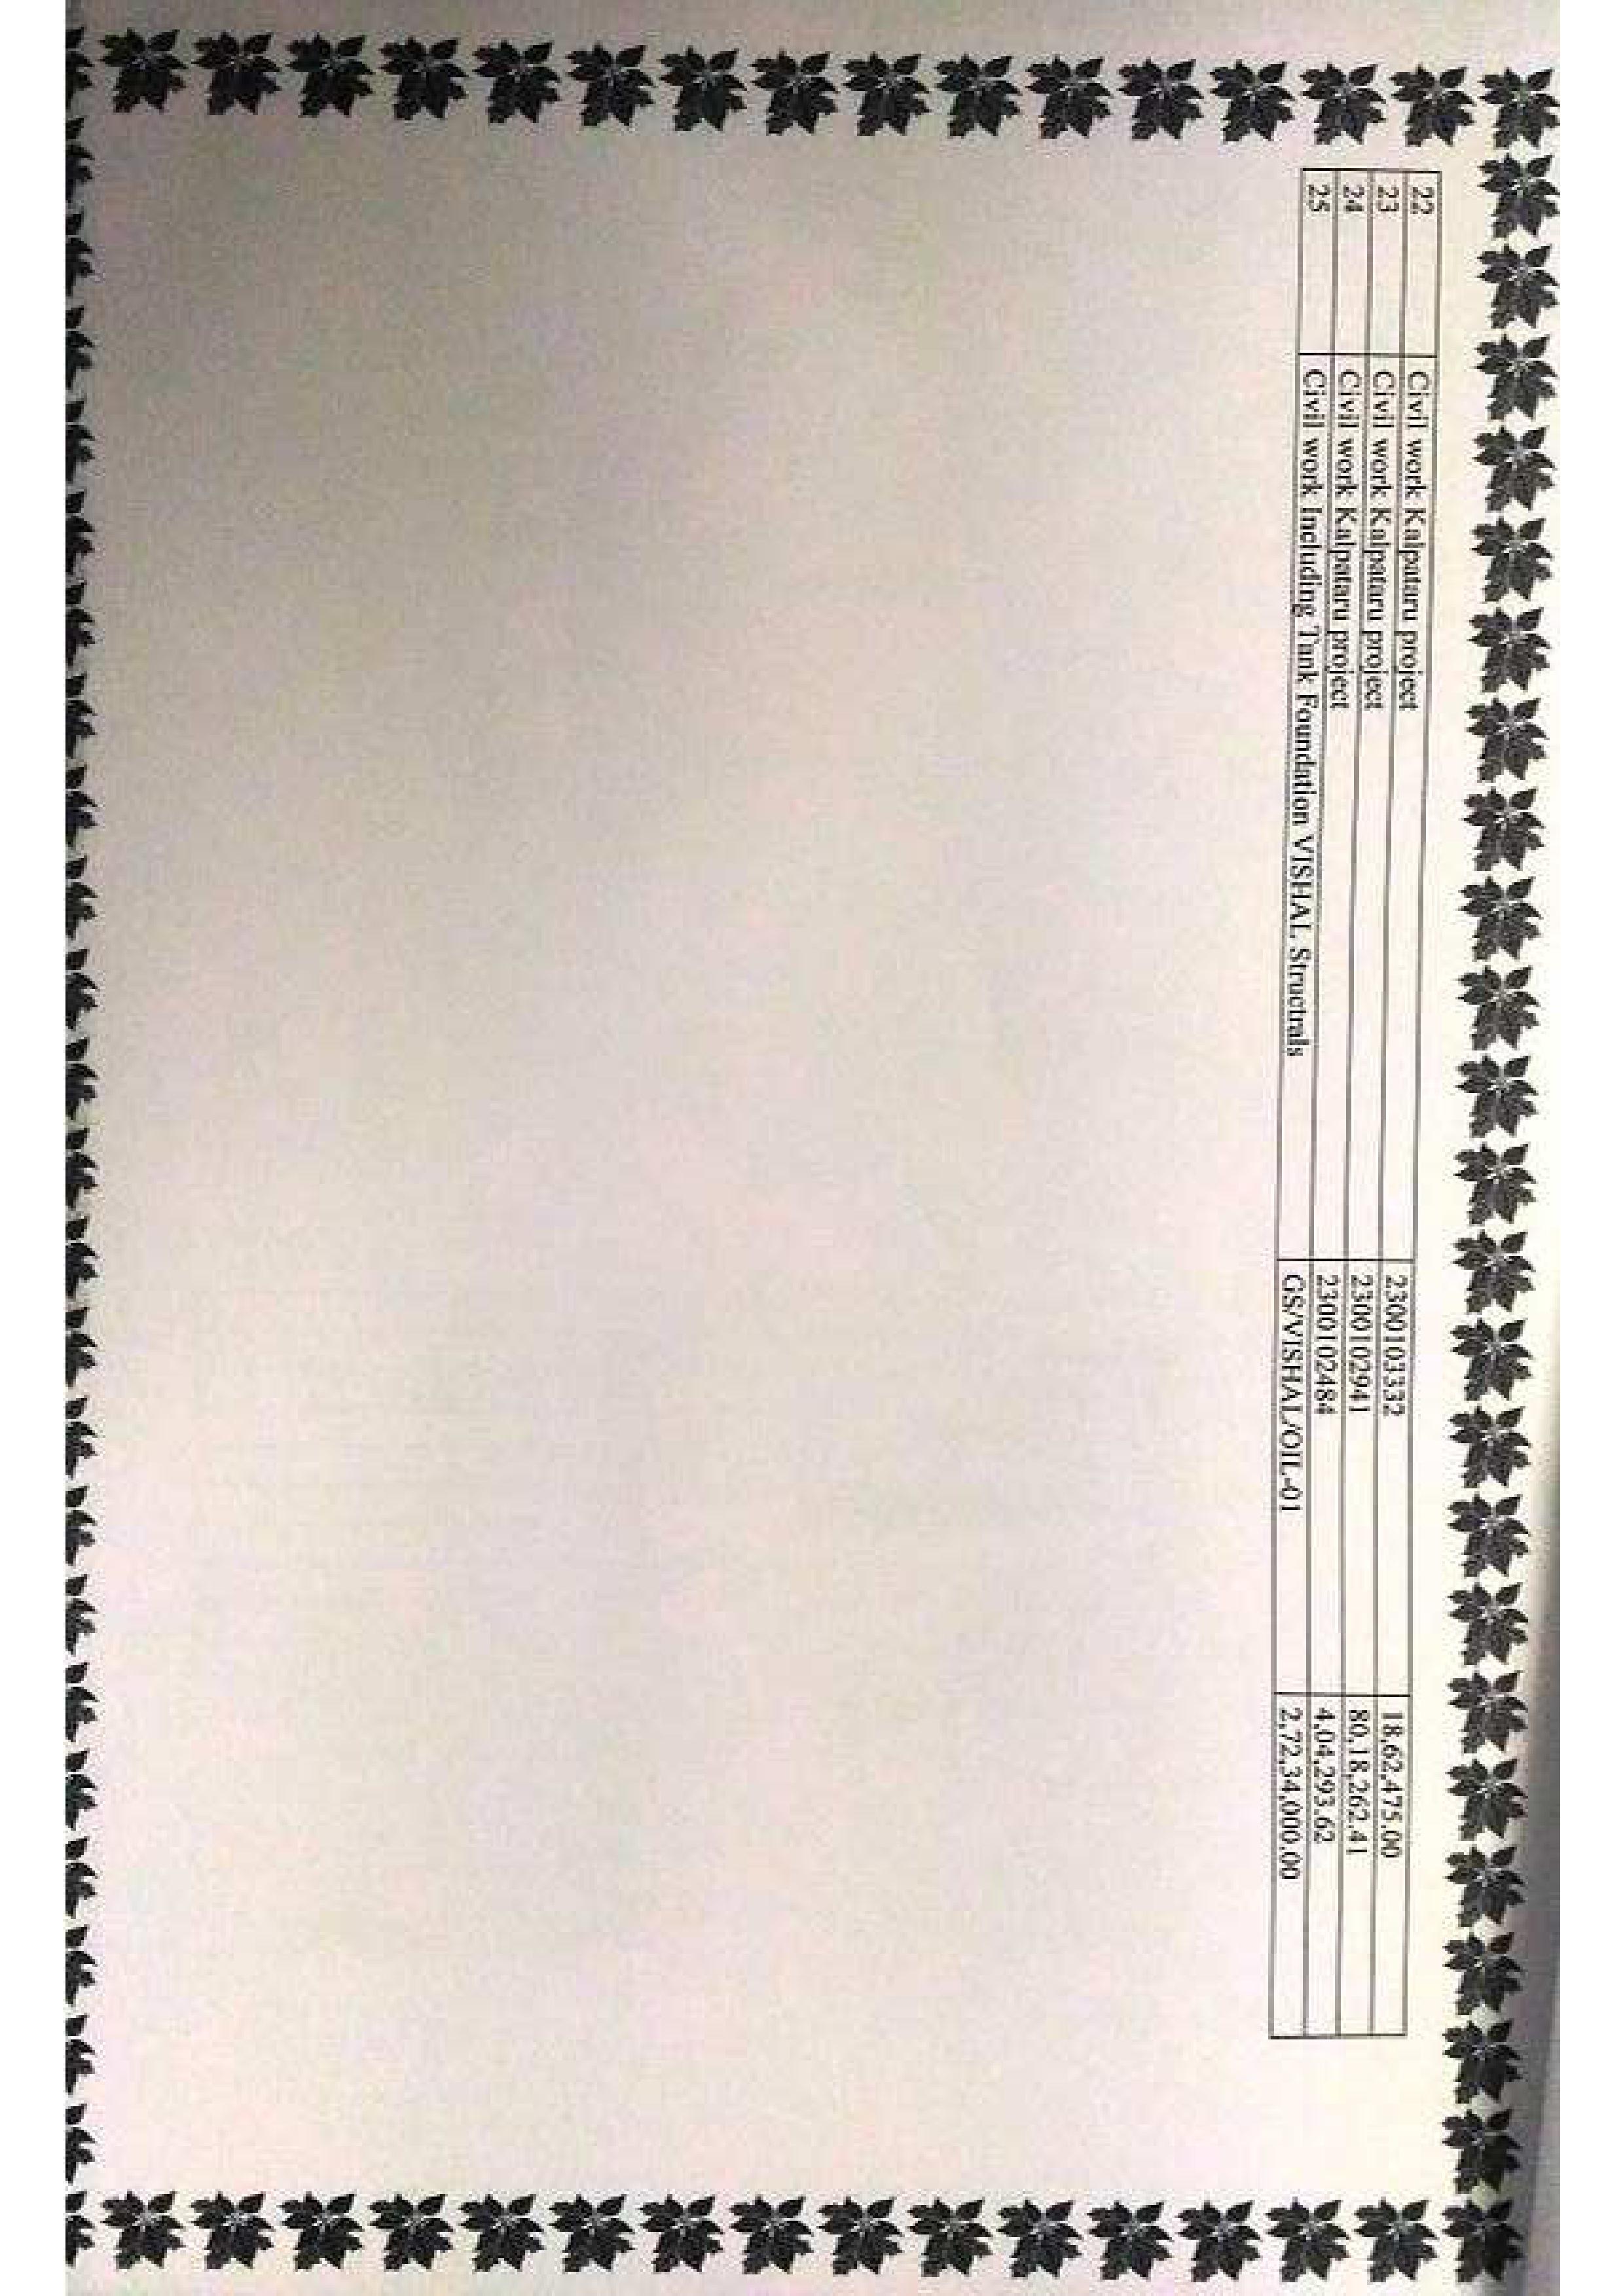 22 Civil work Kalpataru project 2300103332 18,62,475.00
23 Civil work Kalpataru project 2300102941 80,18,262.41
24 Civil work Kalpataru project 2300102484 4,04,293.62
25 Civil work Including Tank Foundation VISHAL Structrals GS/VISHAL/OIL-01 2,72,34,000.00